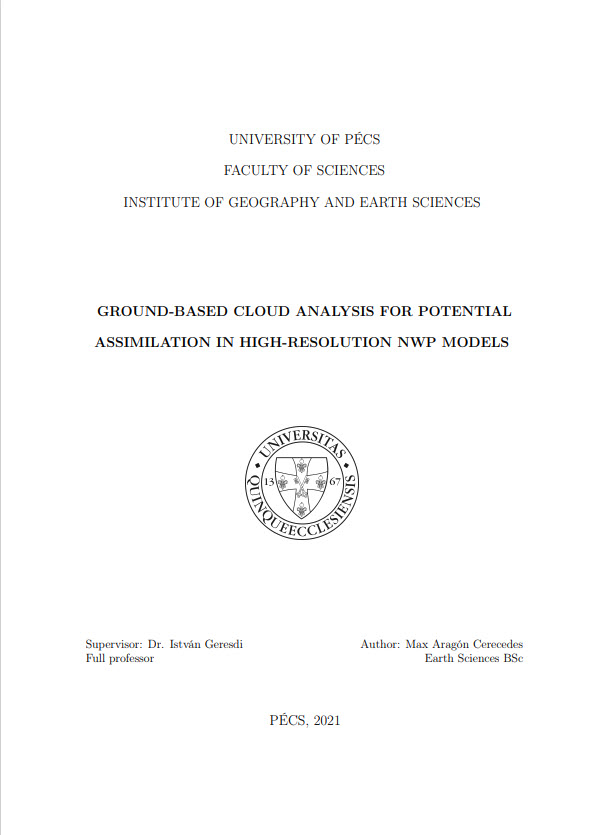 UNIVERSITY OF PÉCS
FACULTY OF SCIENCES
INSTITUTE OF GEOGRAPHY AND EARTH SCIENCES
GROUND-BASED CLOUD ANALYSIS FOR POTENTIAL
ASSIMILATION IN HIGH-RESOLUTION NWP MODELS
UNIVERSITAS
13 67
QUINQUEECCLESIENSIS
Supervisor: Dr. István Geresdi
Full professor
Author: Max Aragón Cerecedes
Earth Sciences BSc
PÉCS, 2021